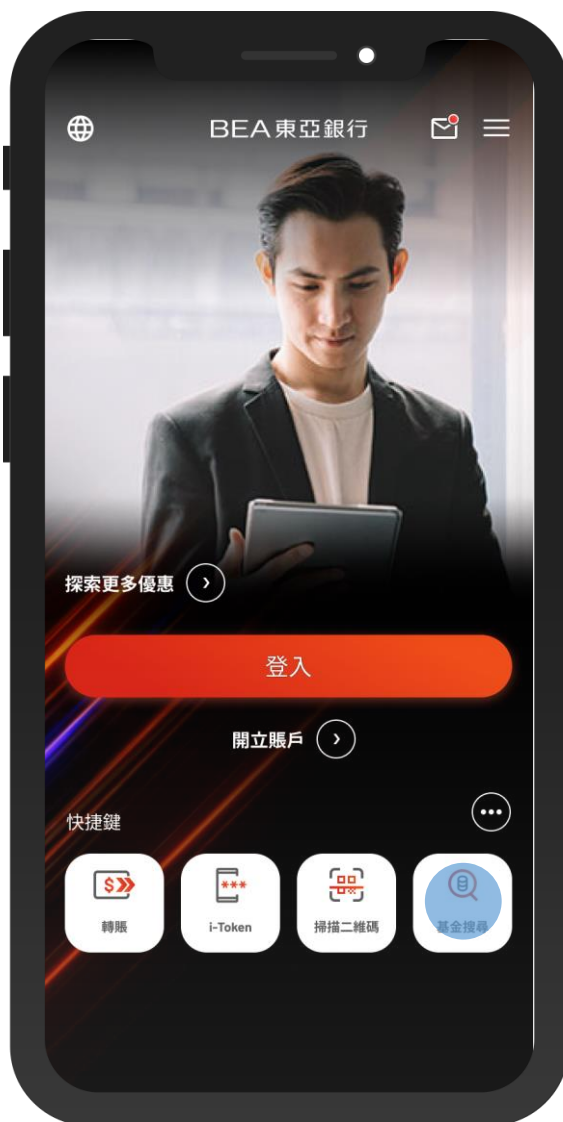 BEA東亞銀行
探索更多優惠
登入
開立賬戶
快捷鍵
轉賬
i-Token
掃描二維碼
基金搜尋